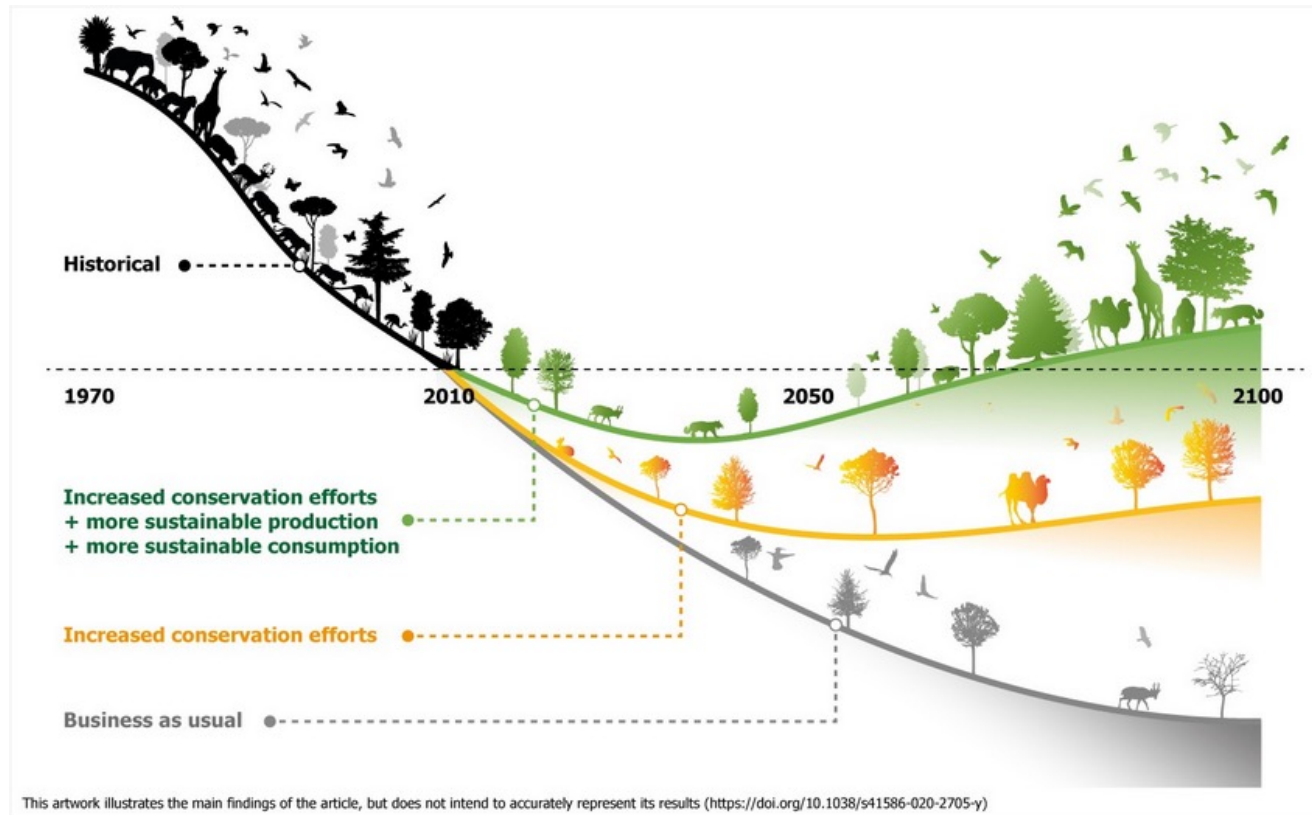 Historical
1970
2010
2050
2100
Increased conservation efforts
+ more sustainable production
+ more sustainable consumption
Increased conservation efforts
Business as usual
This artwork illustrates the main findings of the article, but does not intend to accurately represent its results (https://doi.org/10.1038/s41586-020-2705-y)